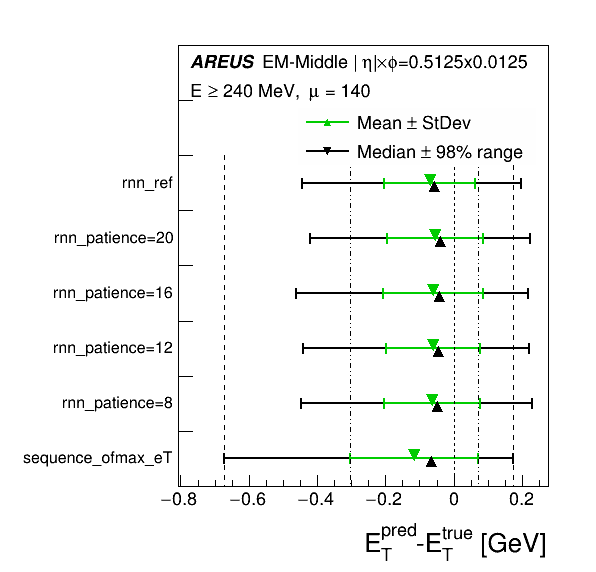 AREUS EM-Middle | η|×ϕ=0.5125x0.0125
E ≥ 240 MeV, μ = 140
Mean ± StDev
Median ± 98% range
rnn_ref
rnn_patience=20
rnn_patience=16
rnn_patience=12
rnn_patience=8
sequence_ofmax_eT
−0.8 −0.6 −0.4 −0.2 0 0.2
E_T^pred-E_T^true [GeV]